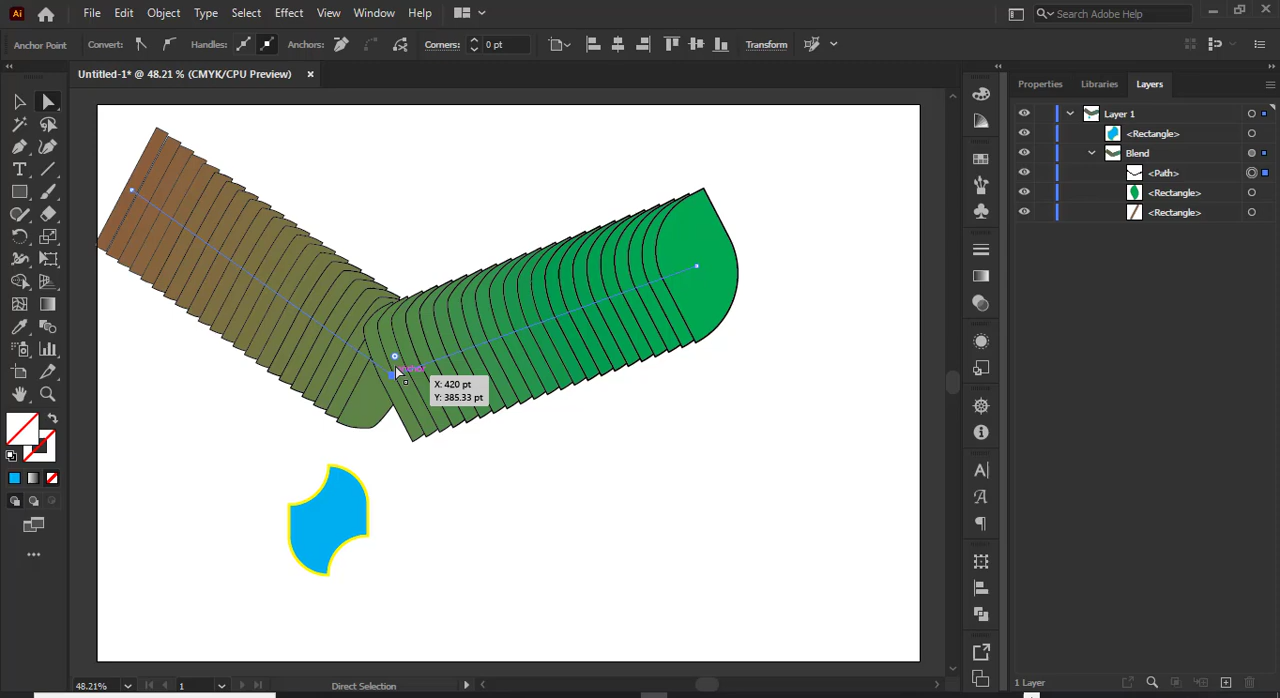 Ai File Edit Object Type Select Effect View Window Help Search Adobe Help
Anchor Point Convert: Handles: Anchors: Corners: 0 pt Transform
Untitled-1* @ 48.21 % (CMYK/CPU Preview)
Properties Libraries Layers
Layer 1
<Rectangle>
Blend
<Path>
<Rectangle>
<Rectangle>
X: 420 pt
Y: 385.33 pt
48.21% 1 Direct Selection
1 Layer